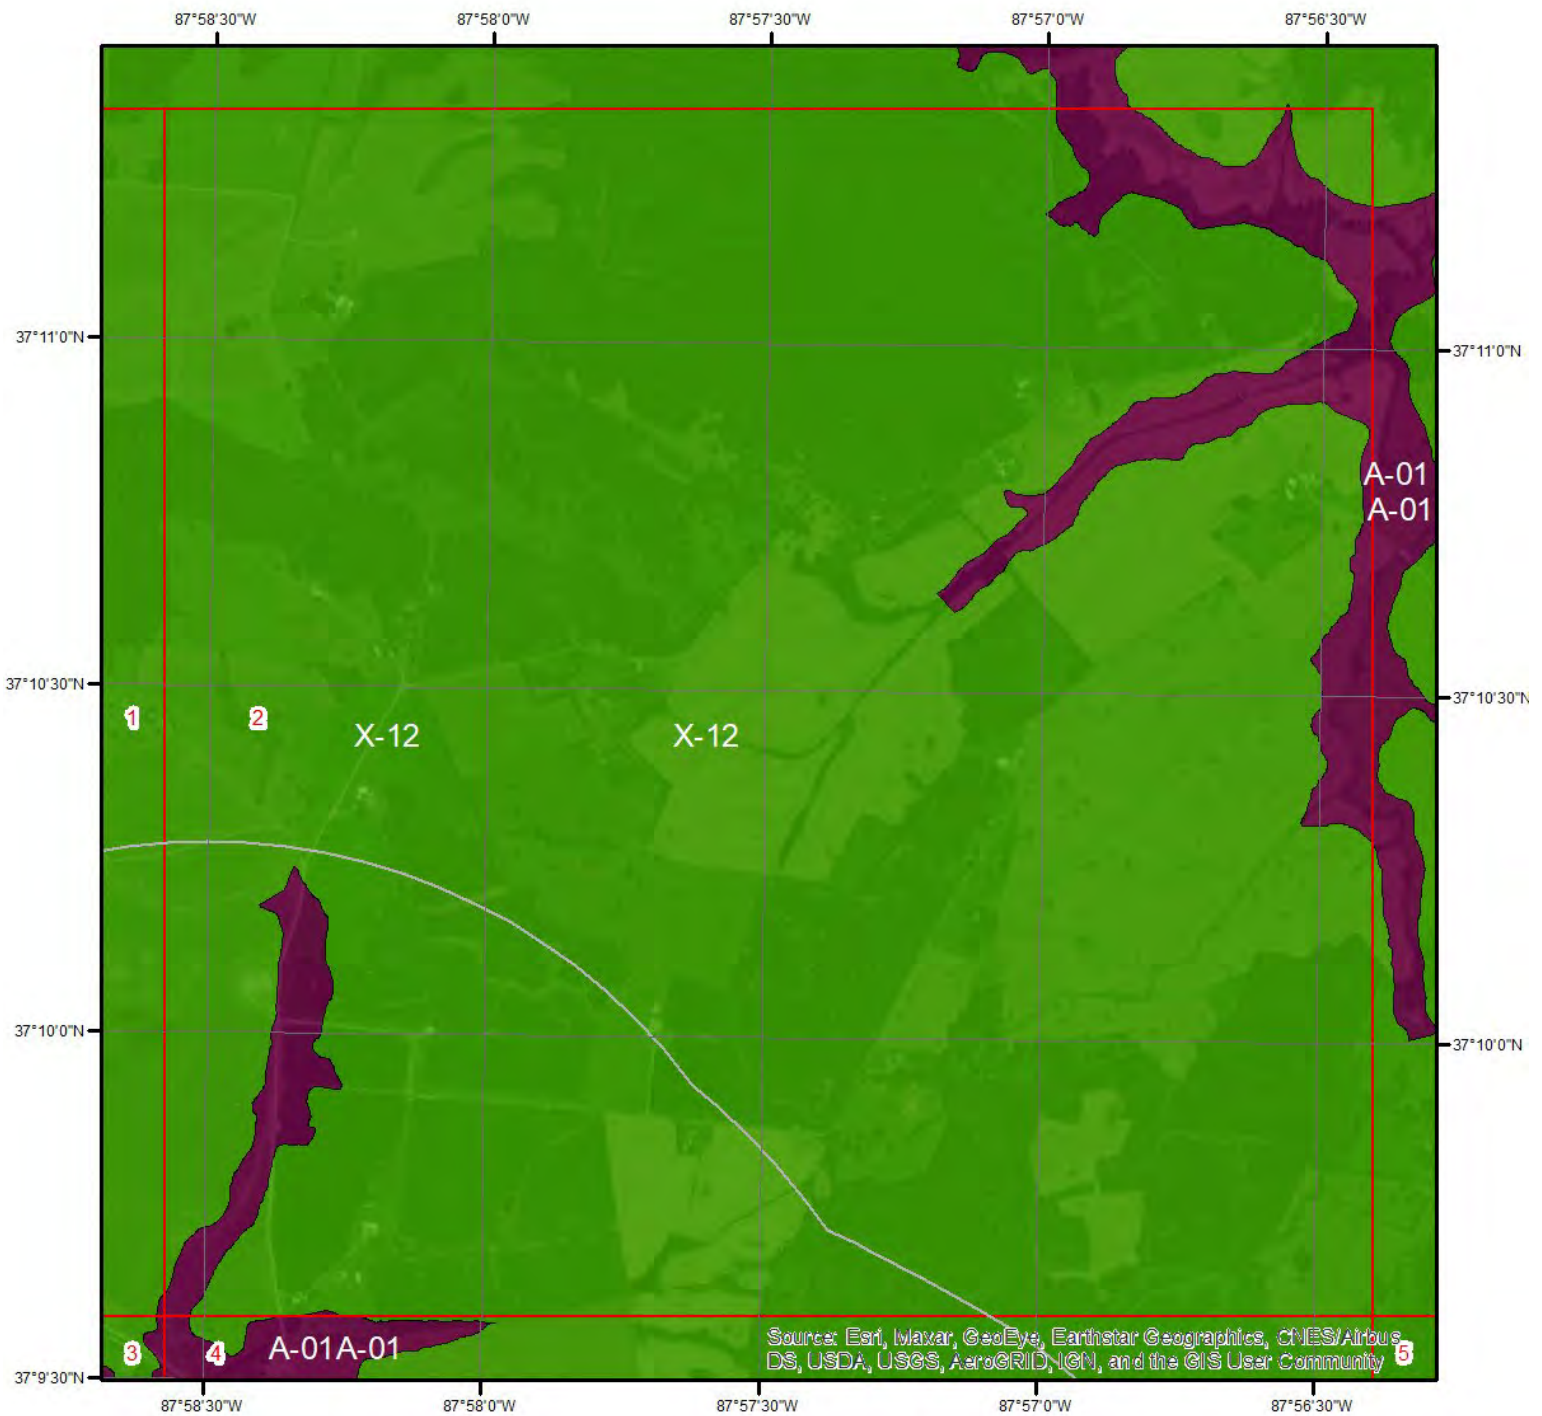 87°58'30"W 87°58'0"W 87°57'30"W 87°57'0"W 87°56'30"W
37°11'0"N
37°11'0"N
A-01
A-01
37°10'30"N
37°10'30"N
1 2
X-12 X-12
37°10'0"N
37°10'0"N
Source: Esri, Maxar, GeoEye, Earthstar Geographics, CNES/Airbus
DS, USDA, USGS, AeroGRID, IGN, and the GIS User Community
3 4 A-01A-01 5
37°9'30"N
87°58'30"W 87°58'0"W 87°57'30"W 87°57'0"W 87°56'30"W